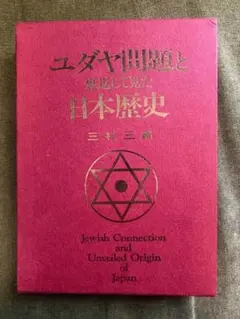 ユダヤ問題と
裏返して見た
日本歴史
三村三郎
Jewish Connection
and
Unvailed Origin
of
Japan